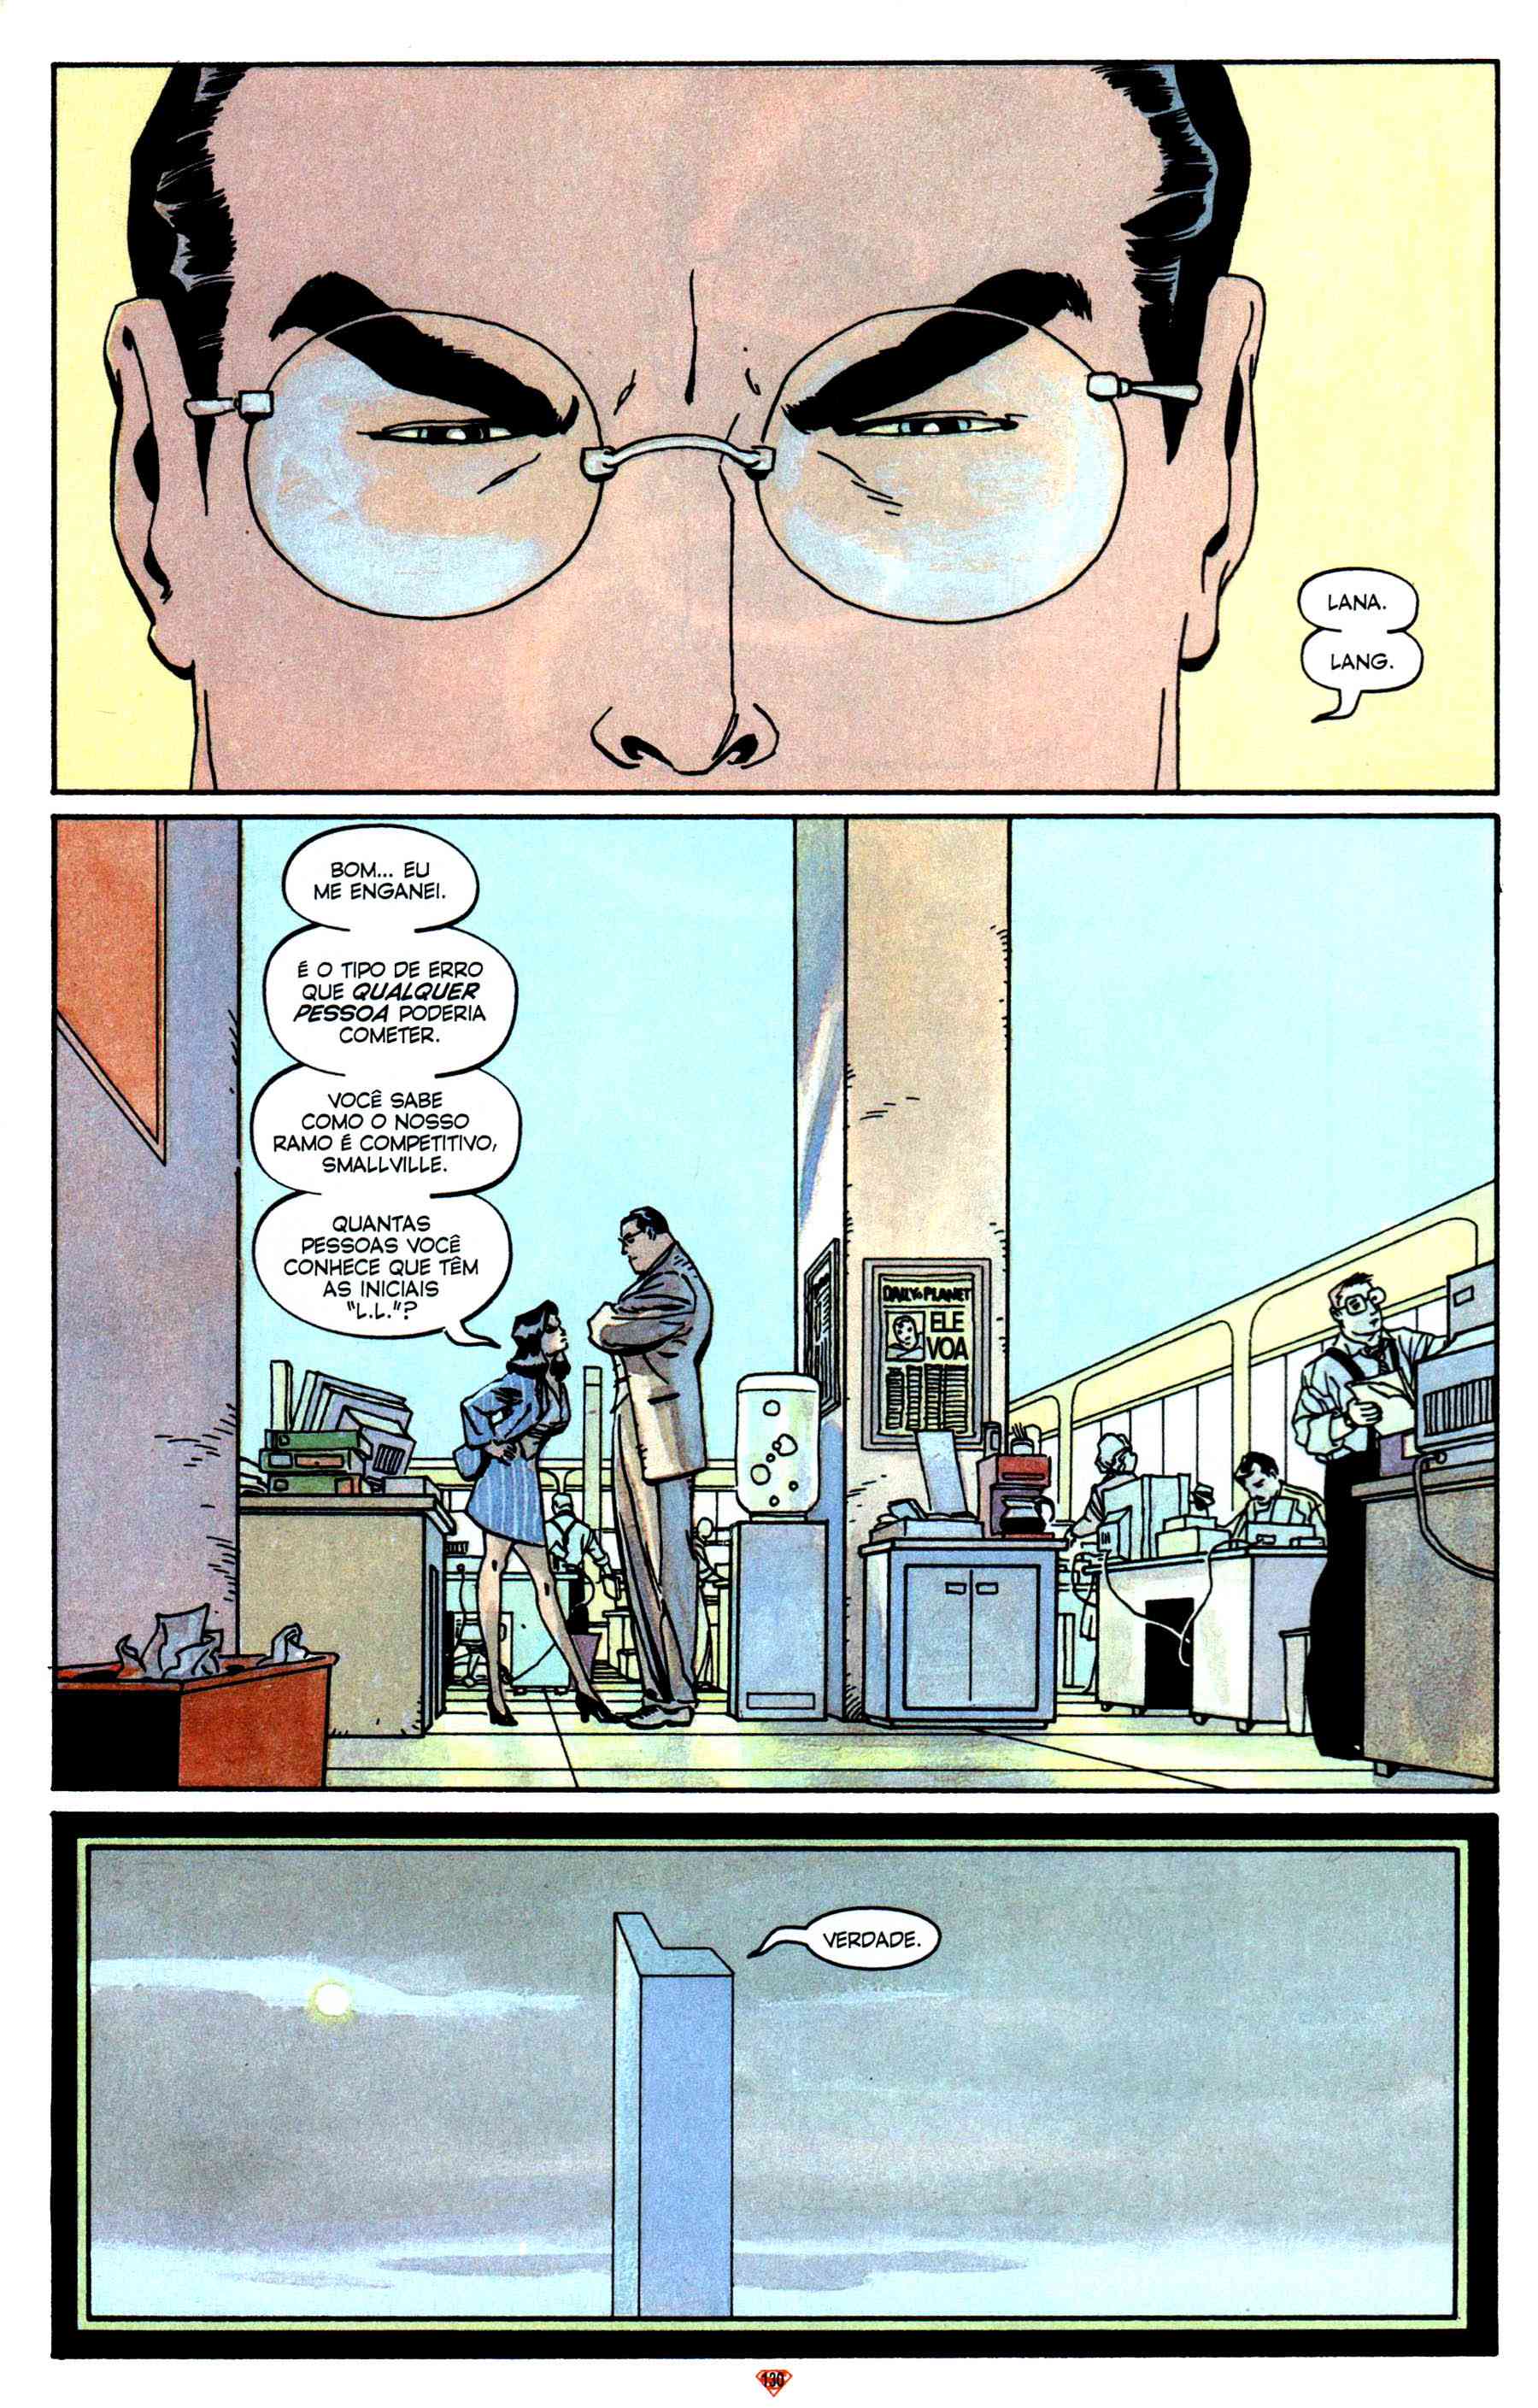 LANA.
LANG.
BOM... EU
ME ENGANEI.
É O TIPO DE ERRO
QUE QUALQUER
PESSOA PODERIA
COMETER.
VOCÊ SABE
COMO O NOSSO
RAMO É COMPETITIVO,
SMALLVILLE.
QUANTAS
PESSOAS VOCÊ
CONHECE QUE TÊM
AS INICIAIS
"L.L."?
DAILY PLANET
ELE
VOA
VERDADE.
130